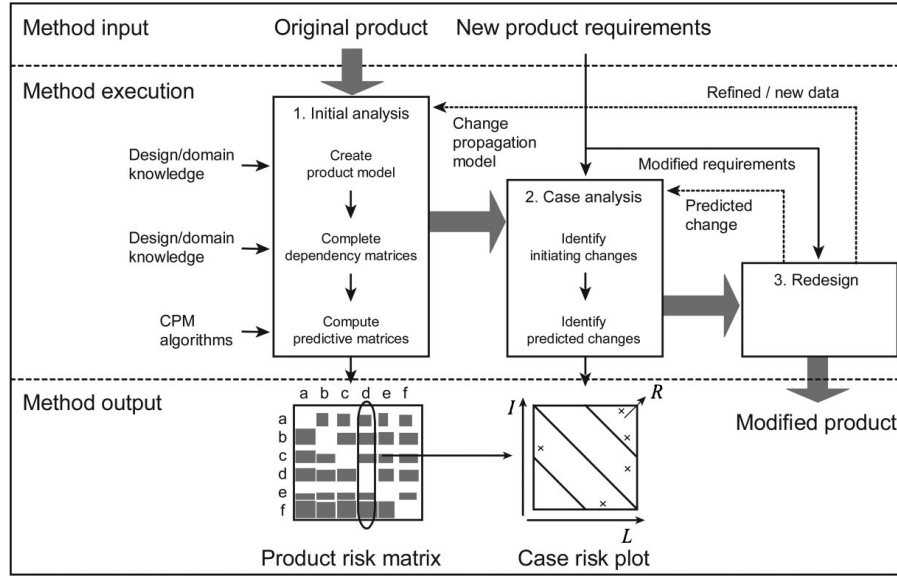 Method input
Original product
New product requirements
Method execution
Refined / new data
1. Initial analysis
Change
propagation
model
Design/domain
knowledge
Create
product model
Modified requirements
2. Case analysis
Predicted
change
Design/domain
knowledge
Complete
dependency matrices
Identify
initiating changes
3. Redesign
CPM
algorithms
Compute
predictive matrices
Identify
predicted changes
Method output
a b c d e f
a
b
c
d
e
f
I
R
L
Modified product
Product risk matrix
Case risk plot